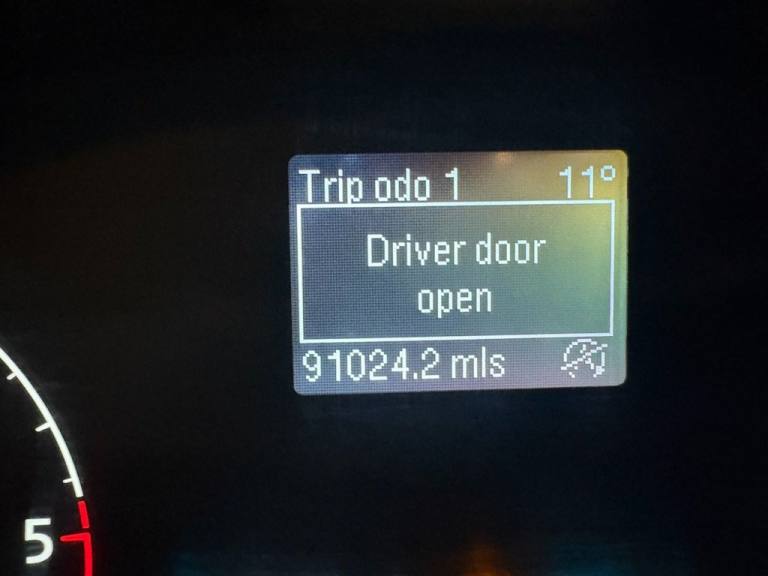 Trip odo 1 11°
Driver door
open
91024.2 mls
5